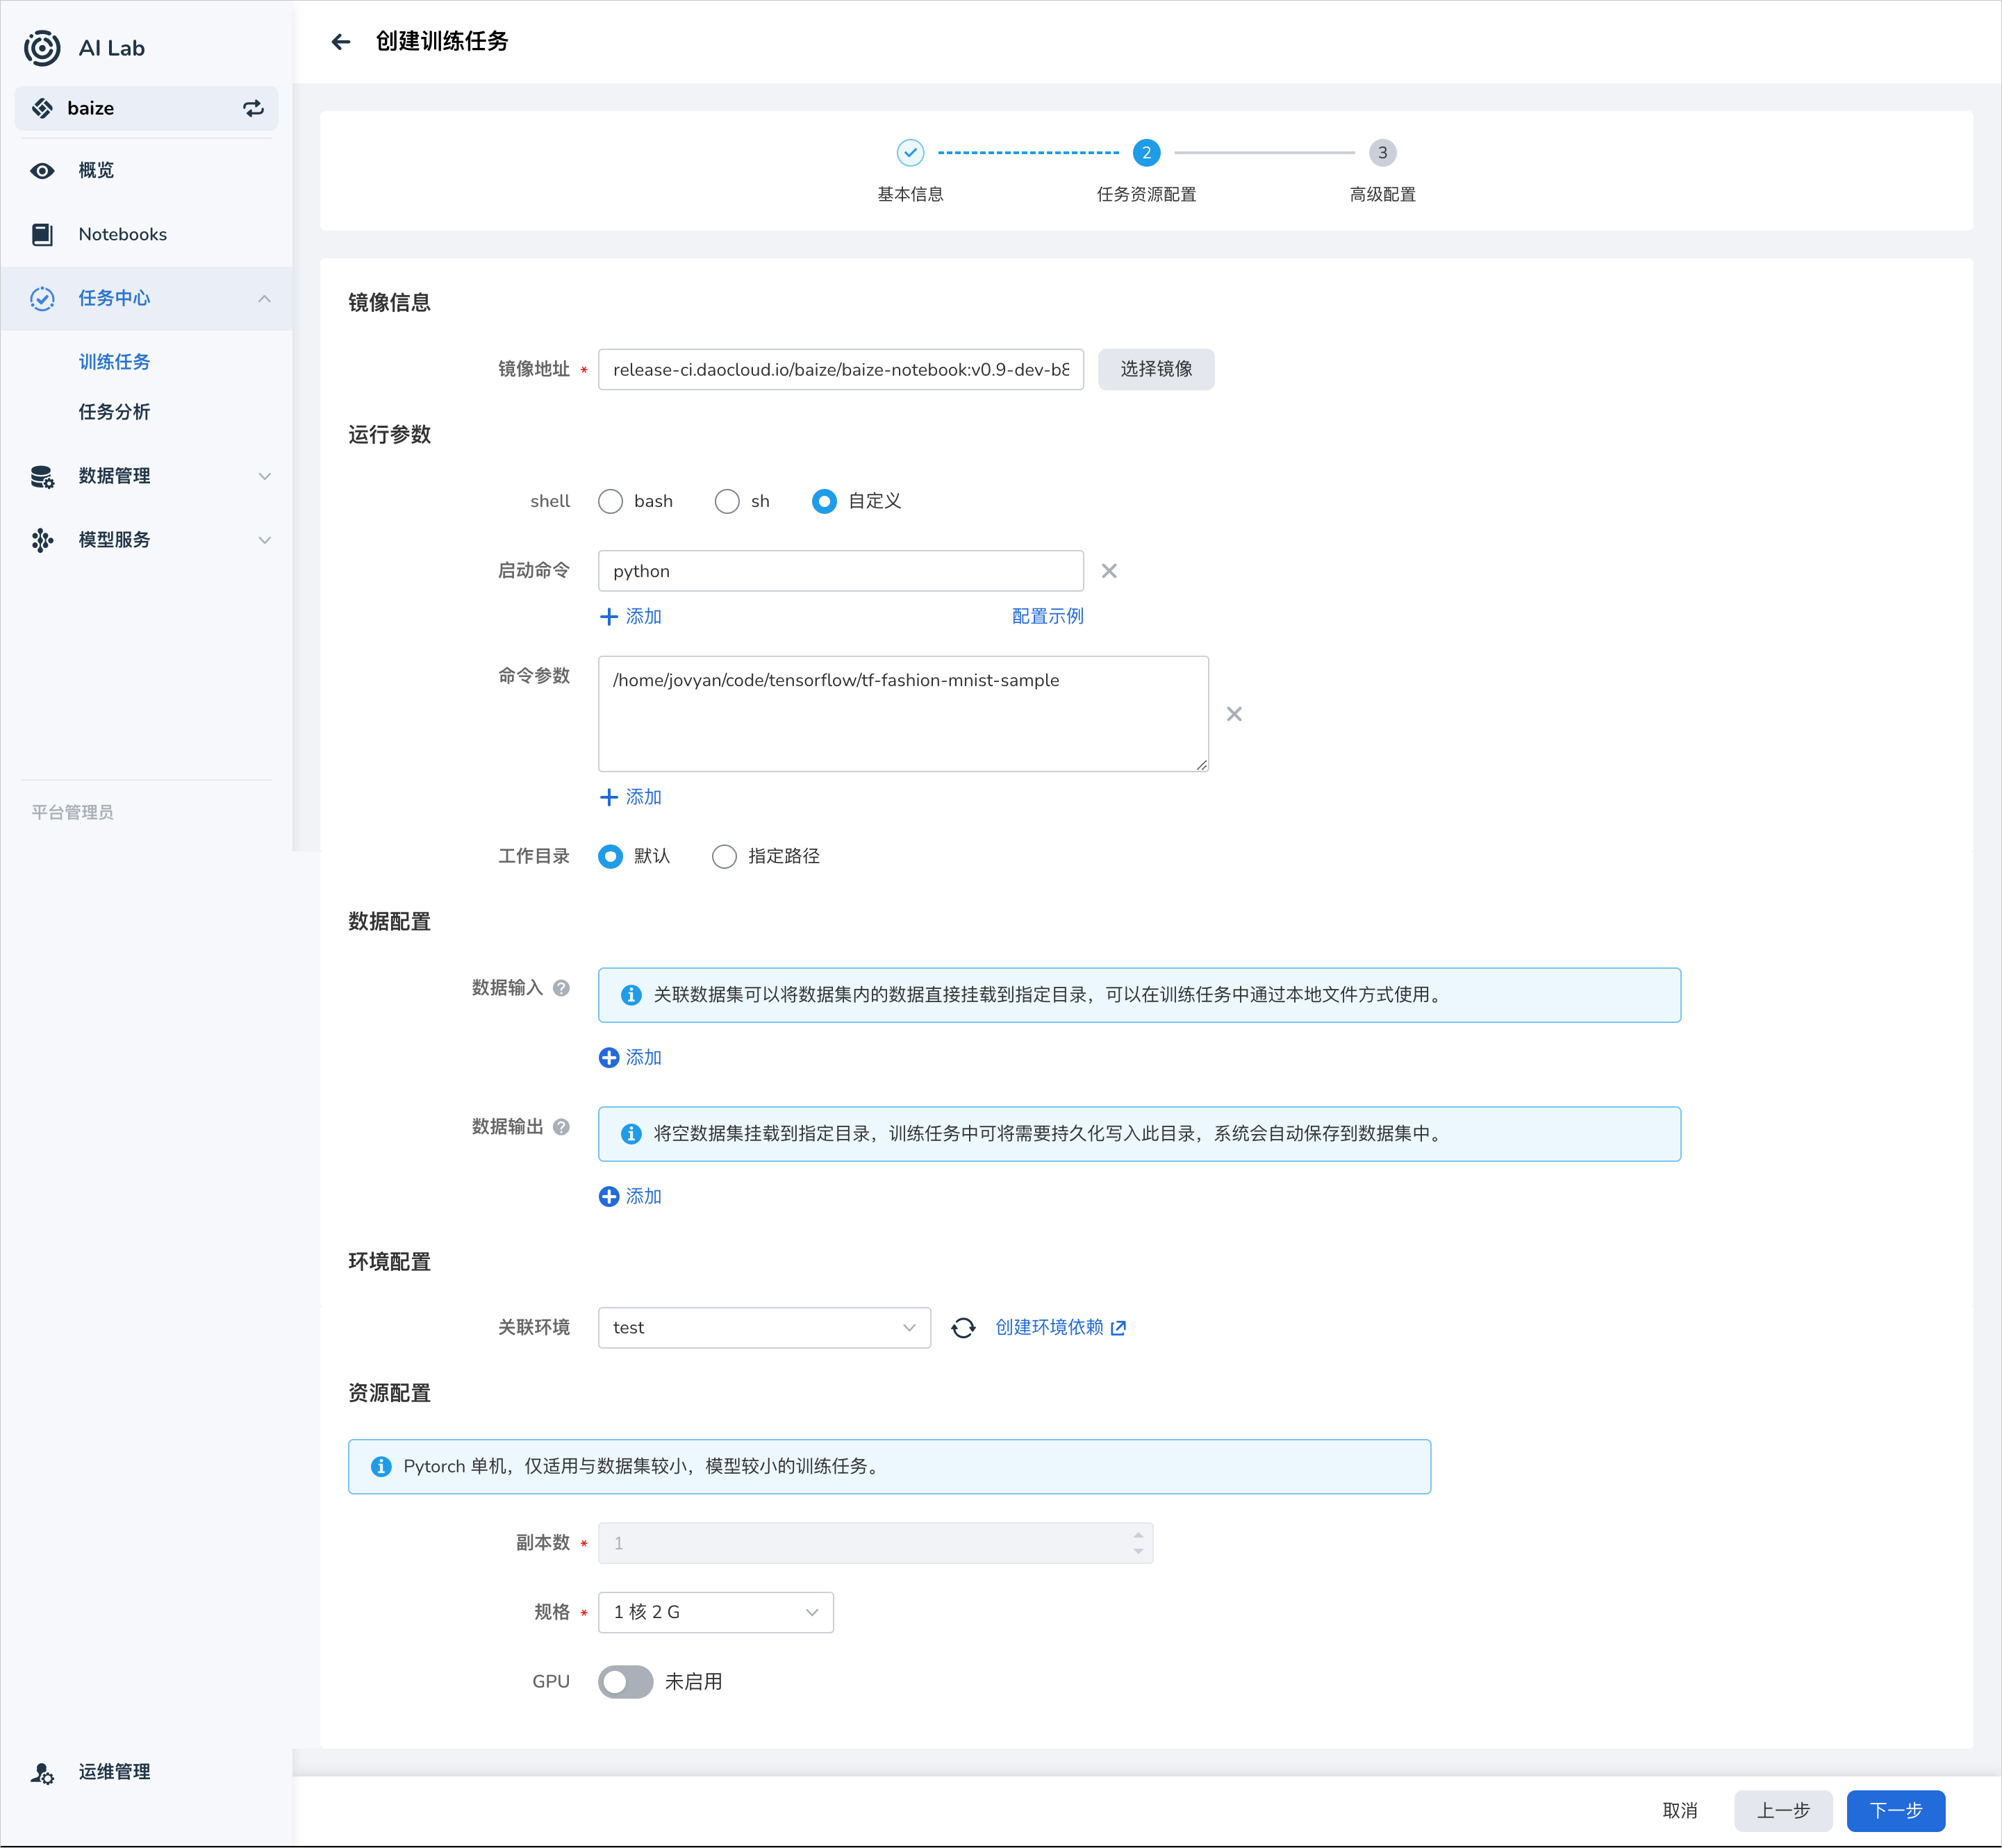 AI Lab
baize
概览
Notebooks
任务中心
训练任务
任务分析
数据管理
模型服务
平台管理员
运维管理
创建训练任务
2
3
基本信息
任务资源配置
高级配置
镜像信息
镜像地址 *
release-ci.daocloud.io/baize/baize-notebook:v0.9-dev-b8
选择镜像
运行参数
shell
bash
sh
自定义
启动命令
python
添加
配置示例
命令参数
/home/jovyan/code/tensorflow/tf-fashion-mnist-sample
添加
工作目录
默认
指定路径
数据配置
数据输入
关联数据集可以将数据集内的数据直接挂载到指定目录，可以在训练任务中通过本地文件方式使用。
添加
数据输出
将空数据集挂载到指定目录，训练任务中可将需要持久化写入此目录，系统会自动保存到数据集中。
添加
环境配置
关联环境
test
创建环境依赖
资源配置
Pytorch 单机，仅适用与数据集较小，模型较小的训练任务。
副本数 *
1
规格 *
1 核 2 G
GPU
未启用
取消
上一步
下一步